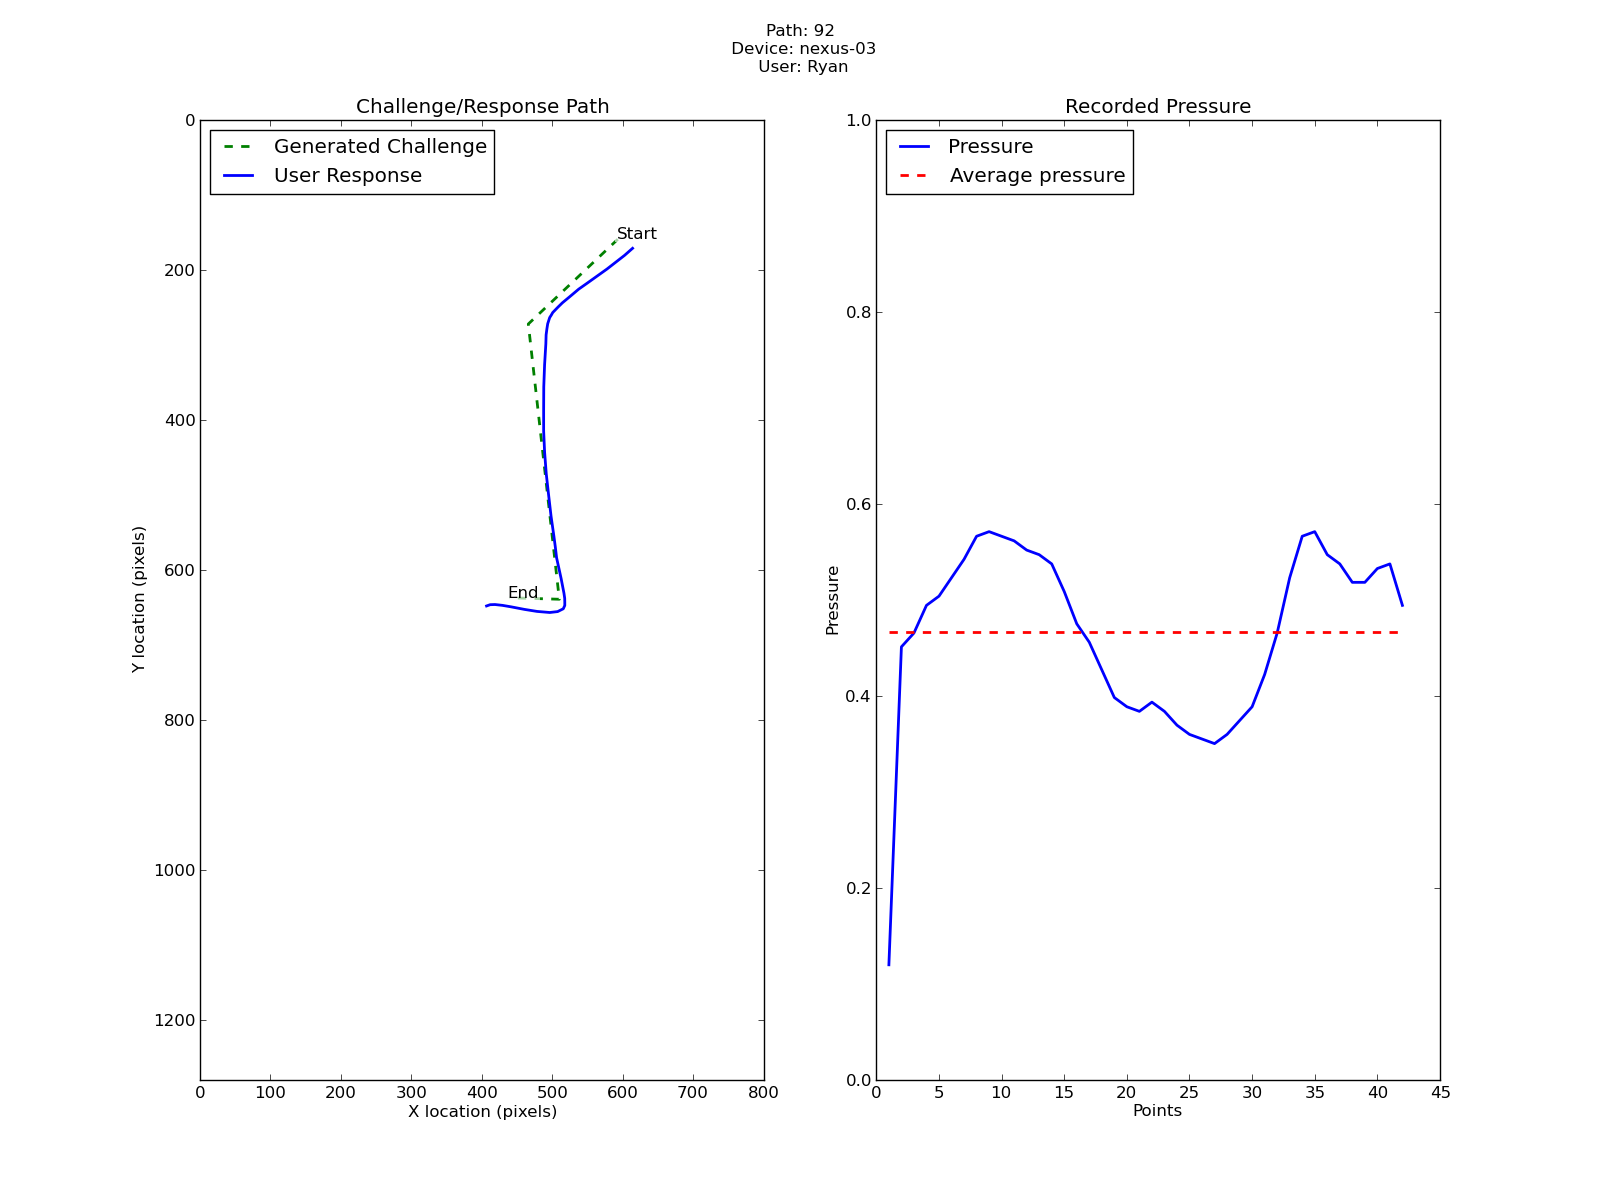 Path: 92
Device: nexus-03
User: Ryan
Challenge/Response Path
Generated Challenge
User Response
Start
End
0
200
400
600
800
1000
1200
Y location (pixels)
0 100 200 300 400 500 600 700 800
X location (pixels)
Recorded Pressure
Pressure
Average pressure
1.0
0.8
0.6
0.4
0.2
0.0
Pressure
0 5 10 15 20 25 30 35 40 45
Points